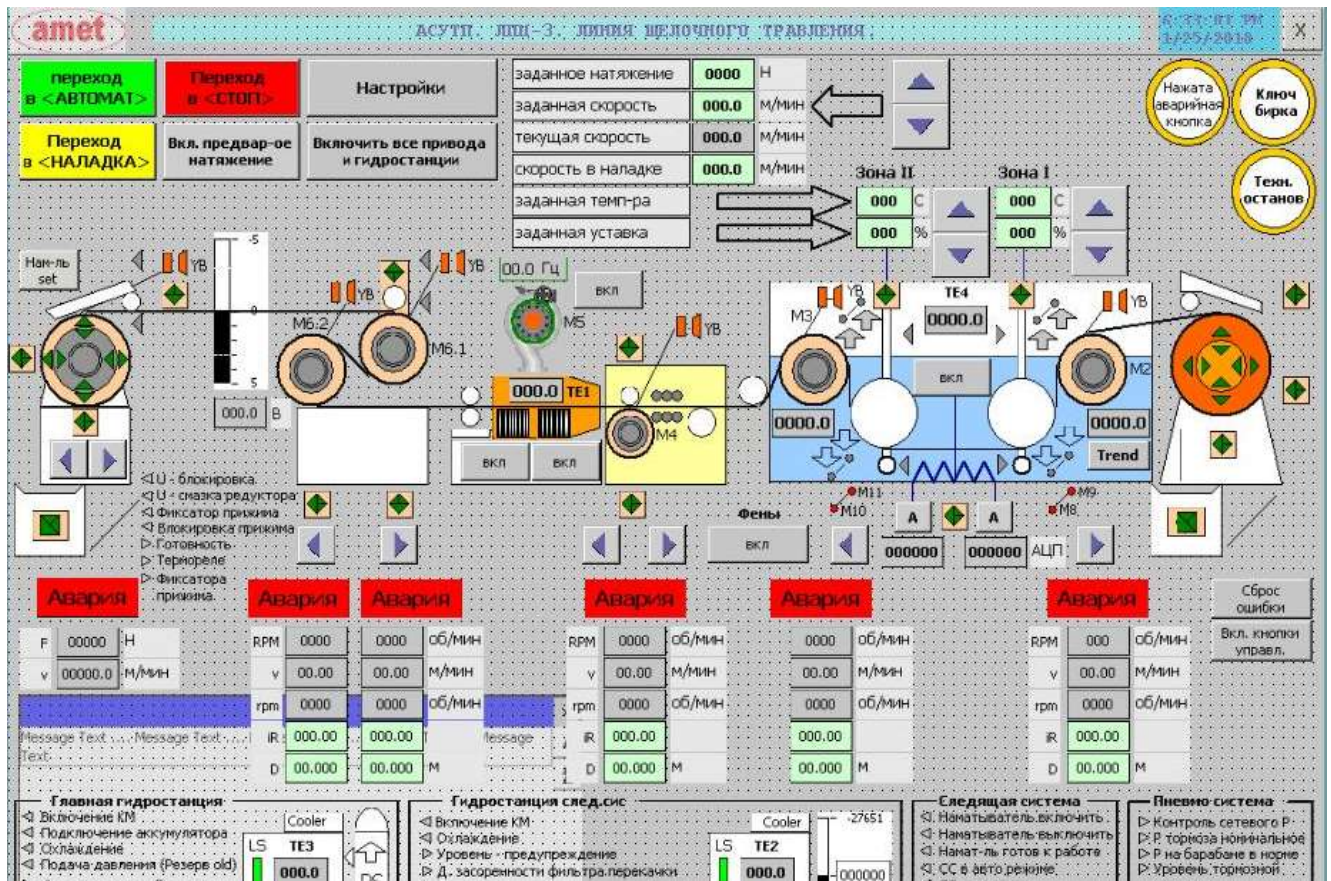 amet
АСУТП. ЛПЦ-3. ЛИНИЯ ЩЕЛОЧНОГО ТРАВЛЕНИЯ.
1/25/2018
X
переход
в <АВТОМАТ>
Переход
в <СТОП>
Настройки
Переход
в <НАЛАДКА>
Вкл. предвар-ое
натяжение
Включить все привода
и гидростанции
заданное натяжение 0000 Н
заданная скорость 000.0 м/мин
текущая скорость 000.0 м/мин
скорость в наладке 000.0 м/мин
заданная темп-ра
заданная уставка
Зона II
Зона I
000 C
000 C
000 %
000 %
Нажата
аварийная
кнопка
Ключ
бирка
Техн.
останов
Нам-ль
set
-5
0
5
000.0 В
YB
YB
YB
YB
YB
YB
M6.2
M6.1
00.0 Гц
вкл
M5
000.0 TE1
вкл
вкл
M4
M3
TE4
0000.0
вкл
M2
0000.0
0000.0
Trend
M11
M10
M9
M8
A
A
000000
000000 АЦП
Фены
вкл
U - блокировка
U - смазка редуктора
Фиксатор прижима
Блокировка прижима
Готовность
Термореле
Фиксатора
прижима
Авария
Авария
Авария
Авария
Авария
Авария
Сброс
ошибки
Вкл. кнопки
управл.
F 00000 Н
v 00000.0 м/мин
RPM 0000 0000 об/мин
v 00.00 00.00 м/мин
rpm 0000 0000 об/мин
iR 000.00 000.00
D 00.000 00.000 м
RPM 0000 об/мин 0000 об/мин
v 00.00 м/мин 00.00 м/мин
rpm 0000 об/мин 0000 об/мин
iR 000.00 000.00
D 00.000 м 00.000 м
RPM 000 об/мин
v 00.00 м/мин
rpm 0000 об/мин
iR 000.00
D 00.000 м
Message Text ....Message Text
Message
Text
Главная гидростанция
Включение КМ
Подключение аккумулятора
Охлаждение
Подача давления (Резерв old)
Cooler
LS TE3
000.0
Гидростанция след.сис
Включение КМ
Охлаждение
Уровень - предупреждение
Д. засоренности фильтра перекачки
Cooler
LS TE2
000.0
-27651
000000
Следящая система
Наматыватель включить
Наматыватель выключить
Намат-ль готов к работе
СС в авто режиме
Пневмо система
Контроль сетевого Р
Р тормоза номинальное
Р на барабане в норме
Уровень тормозной